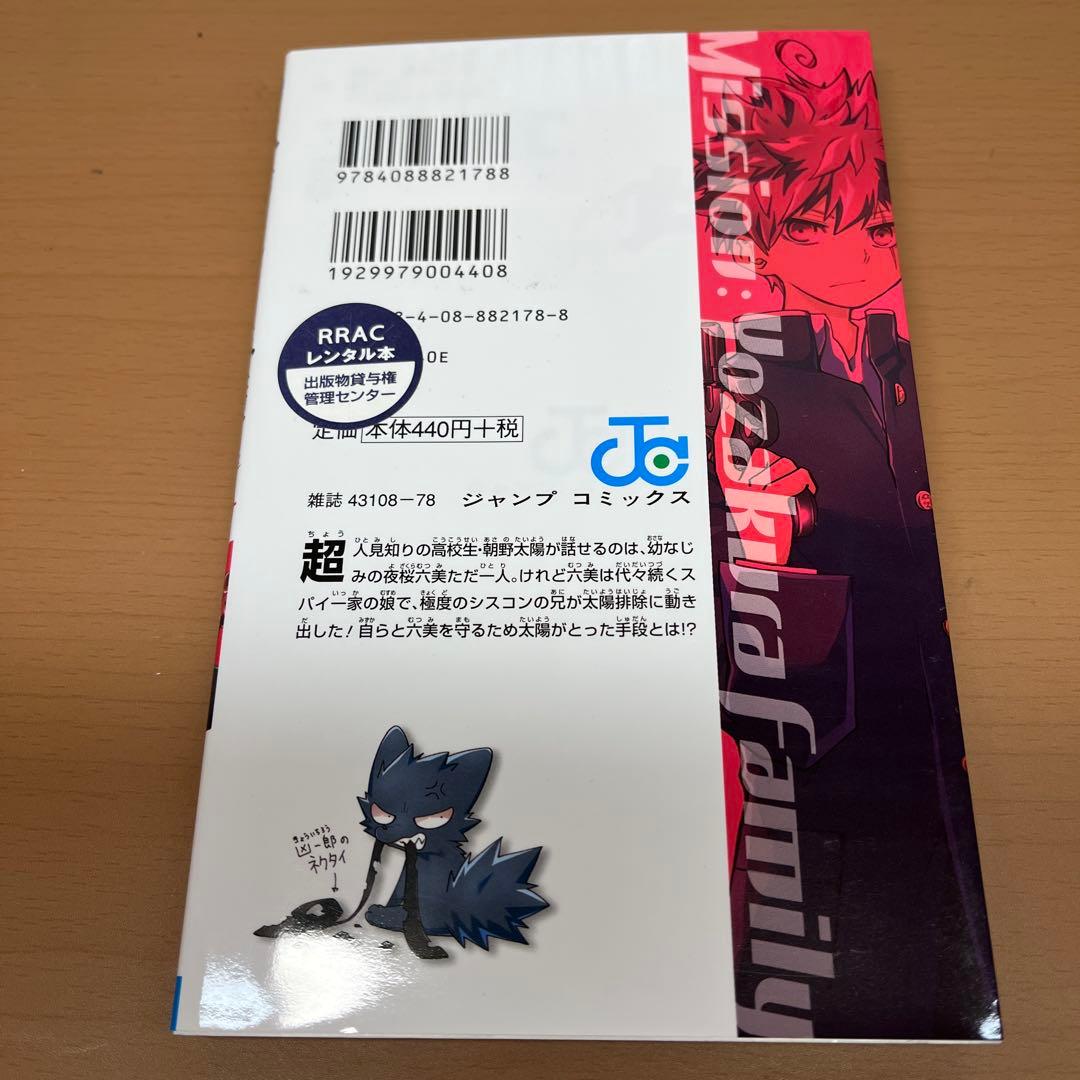 9784088821788
1929979004408
-4-08-882178-8
RRAC
レンタル本
出版物貸与権
管理センター
0E
定価 本体440円+税
雑誌 43108-78 ジャンプ コミックス
超人見知りの高校生・朝野太陽が話せるのは、幼なじ
みの夜桜六美ただ一人。けれど六美は代々続くス
パイ一家の娘で、極度のシスコンの兄が太陽排除に動き
出した!自らと六美を守るため太陽がとった手段とは!?
きょういちろう
凶一郎の
ネクタイ
Mission: Yozakura Family